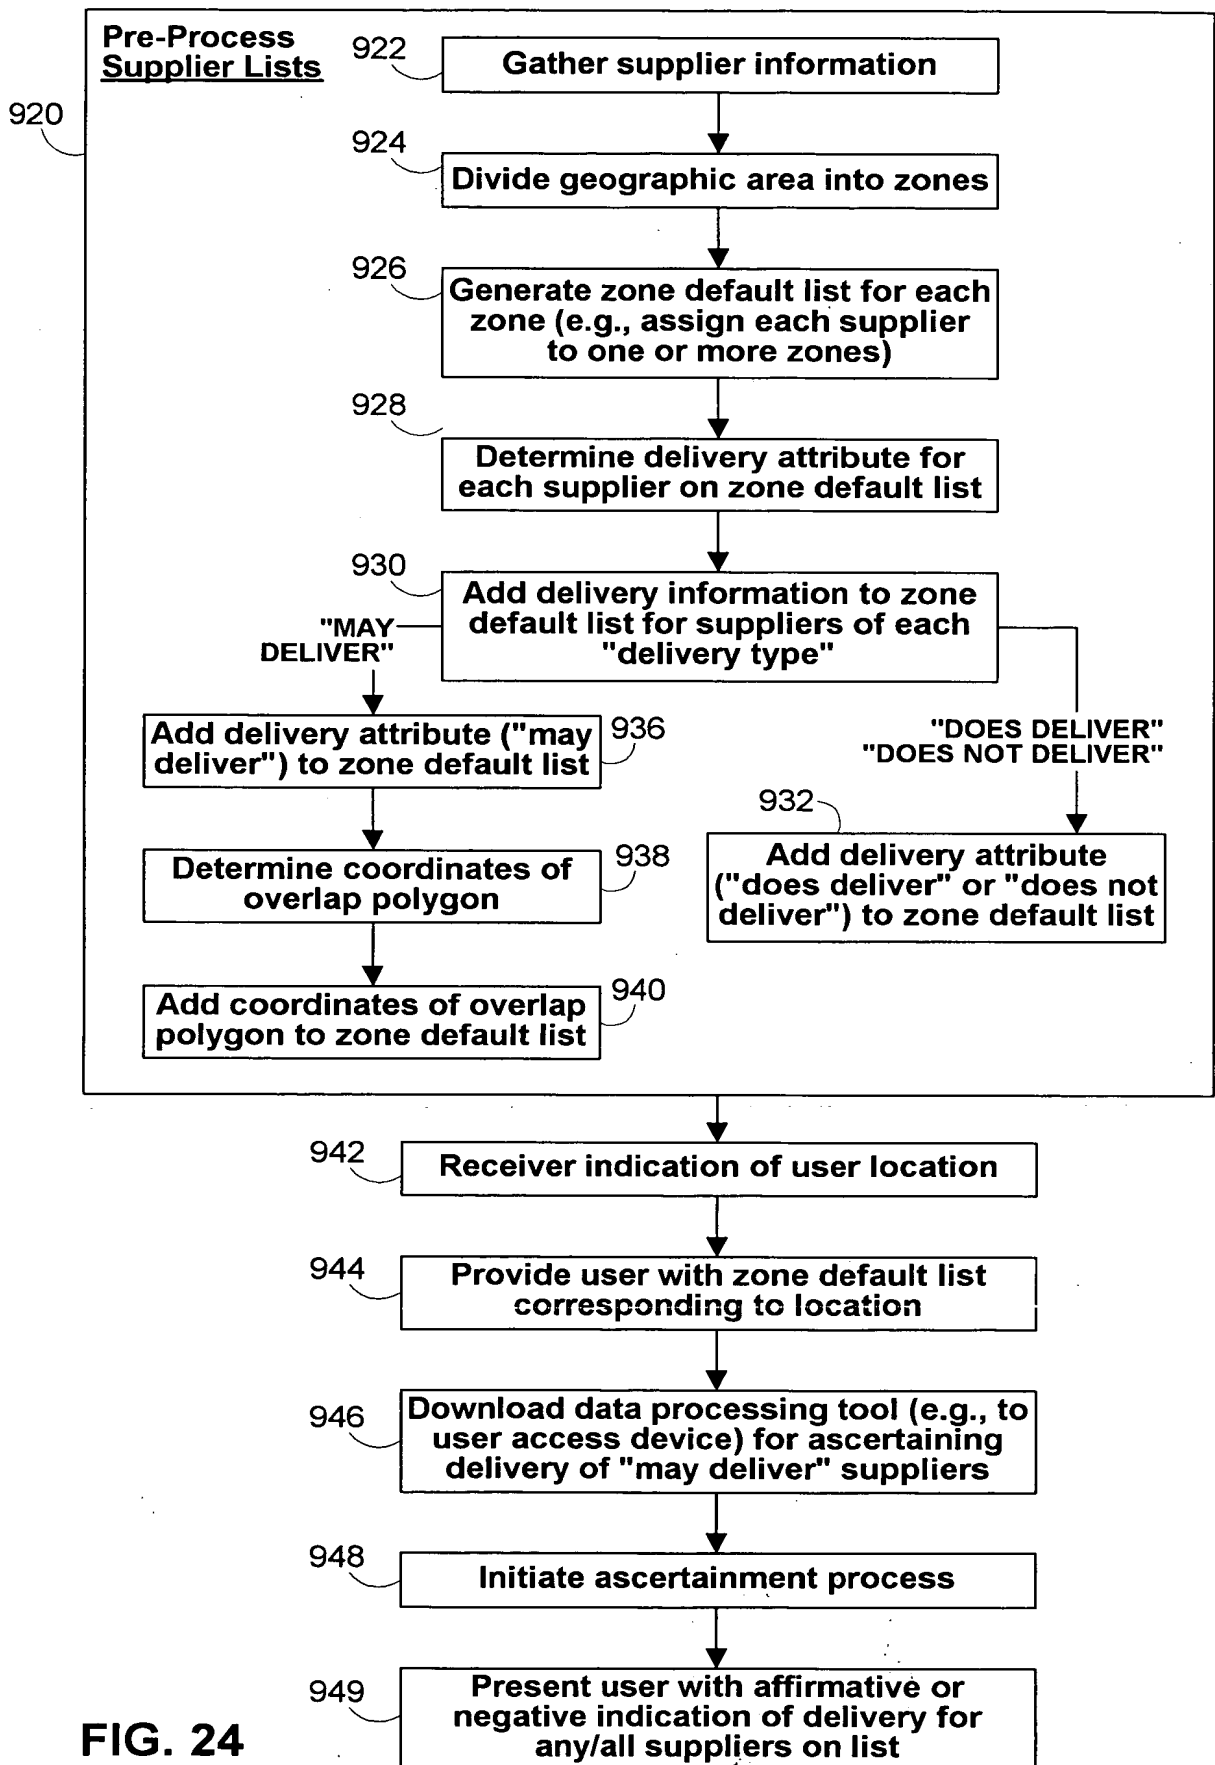 Pre-Process
Supplier Lists
920
922
Gather supplier information
924
Divide geographic area into zones
926
Generate zone default list for each
zone (e.g., assign each supplier
to one or more zones)
928
Determine delivery attribute for
each supplier on zone default list
930
Add delivery information to zone
default list for suppliers of each
"delivery type"
"MAY
DELIVER"
"DOES DELIVER"
"DOES NOT DELIVER"
Add delivery attribute ("may
deliver") to zone default list
936
932
Add delivery attribute
("does deliver" or "does not
deliver") to zone default list
Determine coordinates of
overlap polygon
938
Add coordinates of overlap
polygon to zone default list
940
942
Receiver indication of user location
944
Provide user with zone default list
corresponding to location
946
Download data processing tool (e.g., to
user access device) for ascertaining
delivery of "may deliver" suppliers
948
Initiate ascertainment process
949
Present user with affirmative or
negative indication of delivery for
any/all suppliers on list
FIG. 24